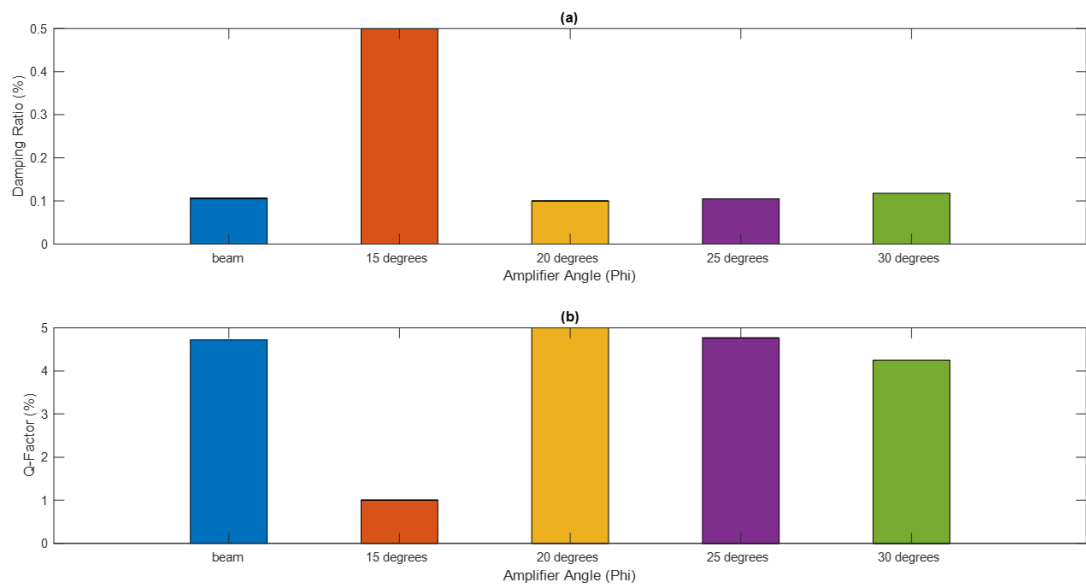 (a)
0.5
0.4
0.3
0.2
0.1
0
Damping Ratio (%)
beam 15 degrees 20 degrees 25 degrees 30 degrees
Amplifier Angle (Phi)
(b)
5
4
3
2
1
0
Q-Factor (%)
beam 15 degrees 20 degrees 25 degrees 30 degrees
Amplifier Angle (Phi)